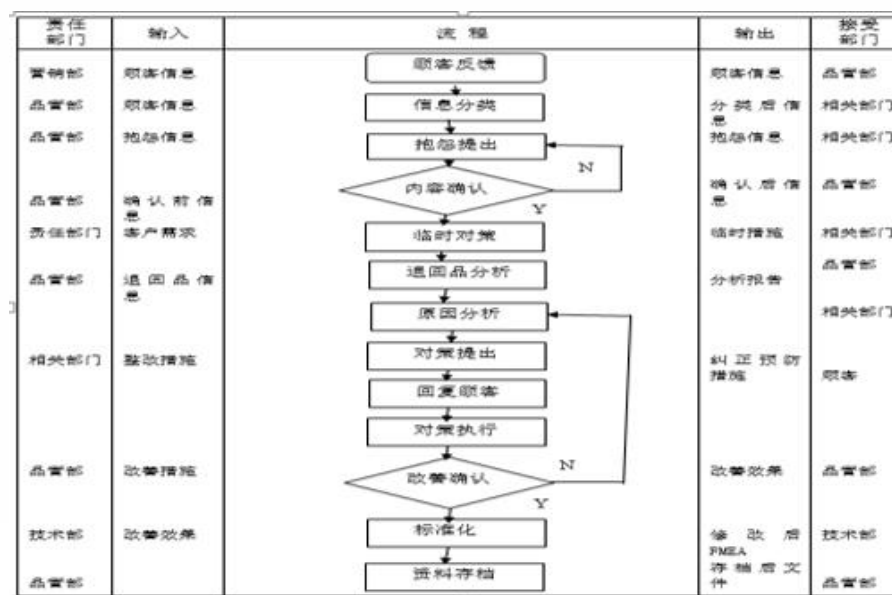 责任部门 输入 流程 输出 接受部门
顾客反馈
营销部 顾客信息 顾客信息 品管部
品管部 顾客信息 信息分类 分类后信息 相关部门
品管部 抱怨信息 抱怨提出 抱怨信息 相关部门
N
品管部 确认前信息 内容确认 确认后信息 品管部
Y
责任部门 客户需求 临时对策 临时措施 相关部门
品管部 退回品信息 退回品分析 分析报告 品管部
原因分析 相关部门
相关部门 整改措施 对策提出 纠正预防措施 顾客
回复顾客
对策执行
N
品管部 改善措施 改善确认 改善效果 品管部
Y
技术部 改善效果 标准化 修改后FMEA 技术部
品管部 资料存档 存档后文件 品管部